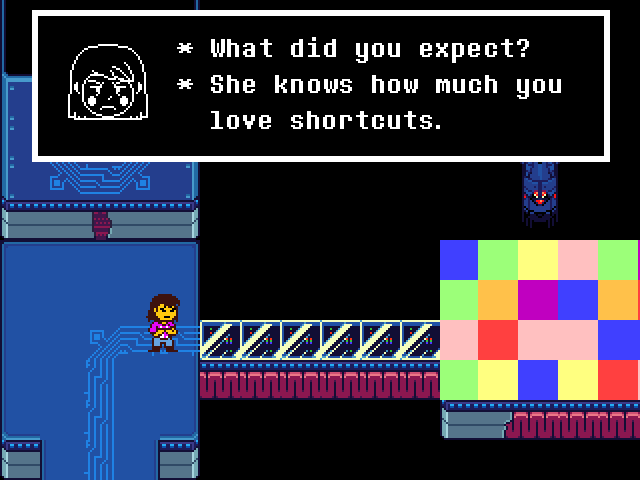 * What did you expect?
* She knows how much you
love shortcuts.